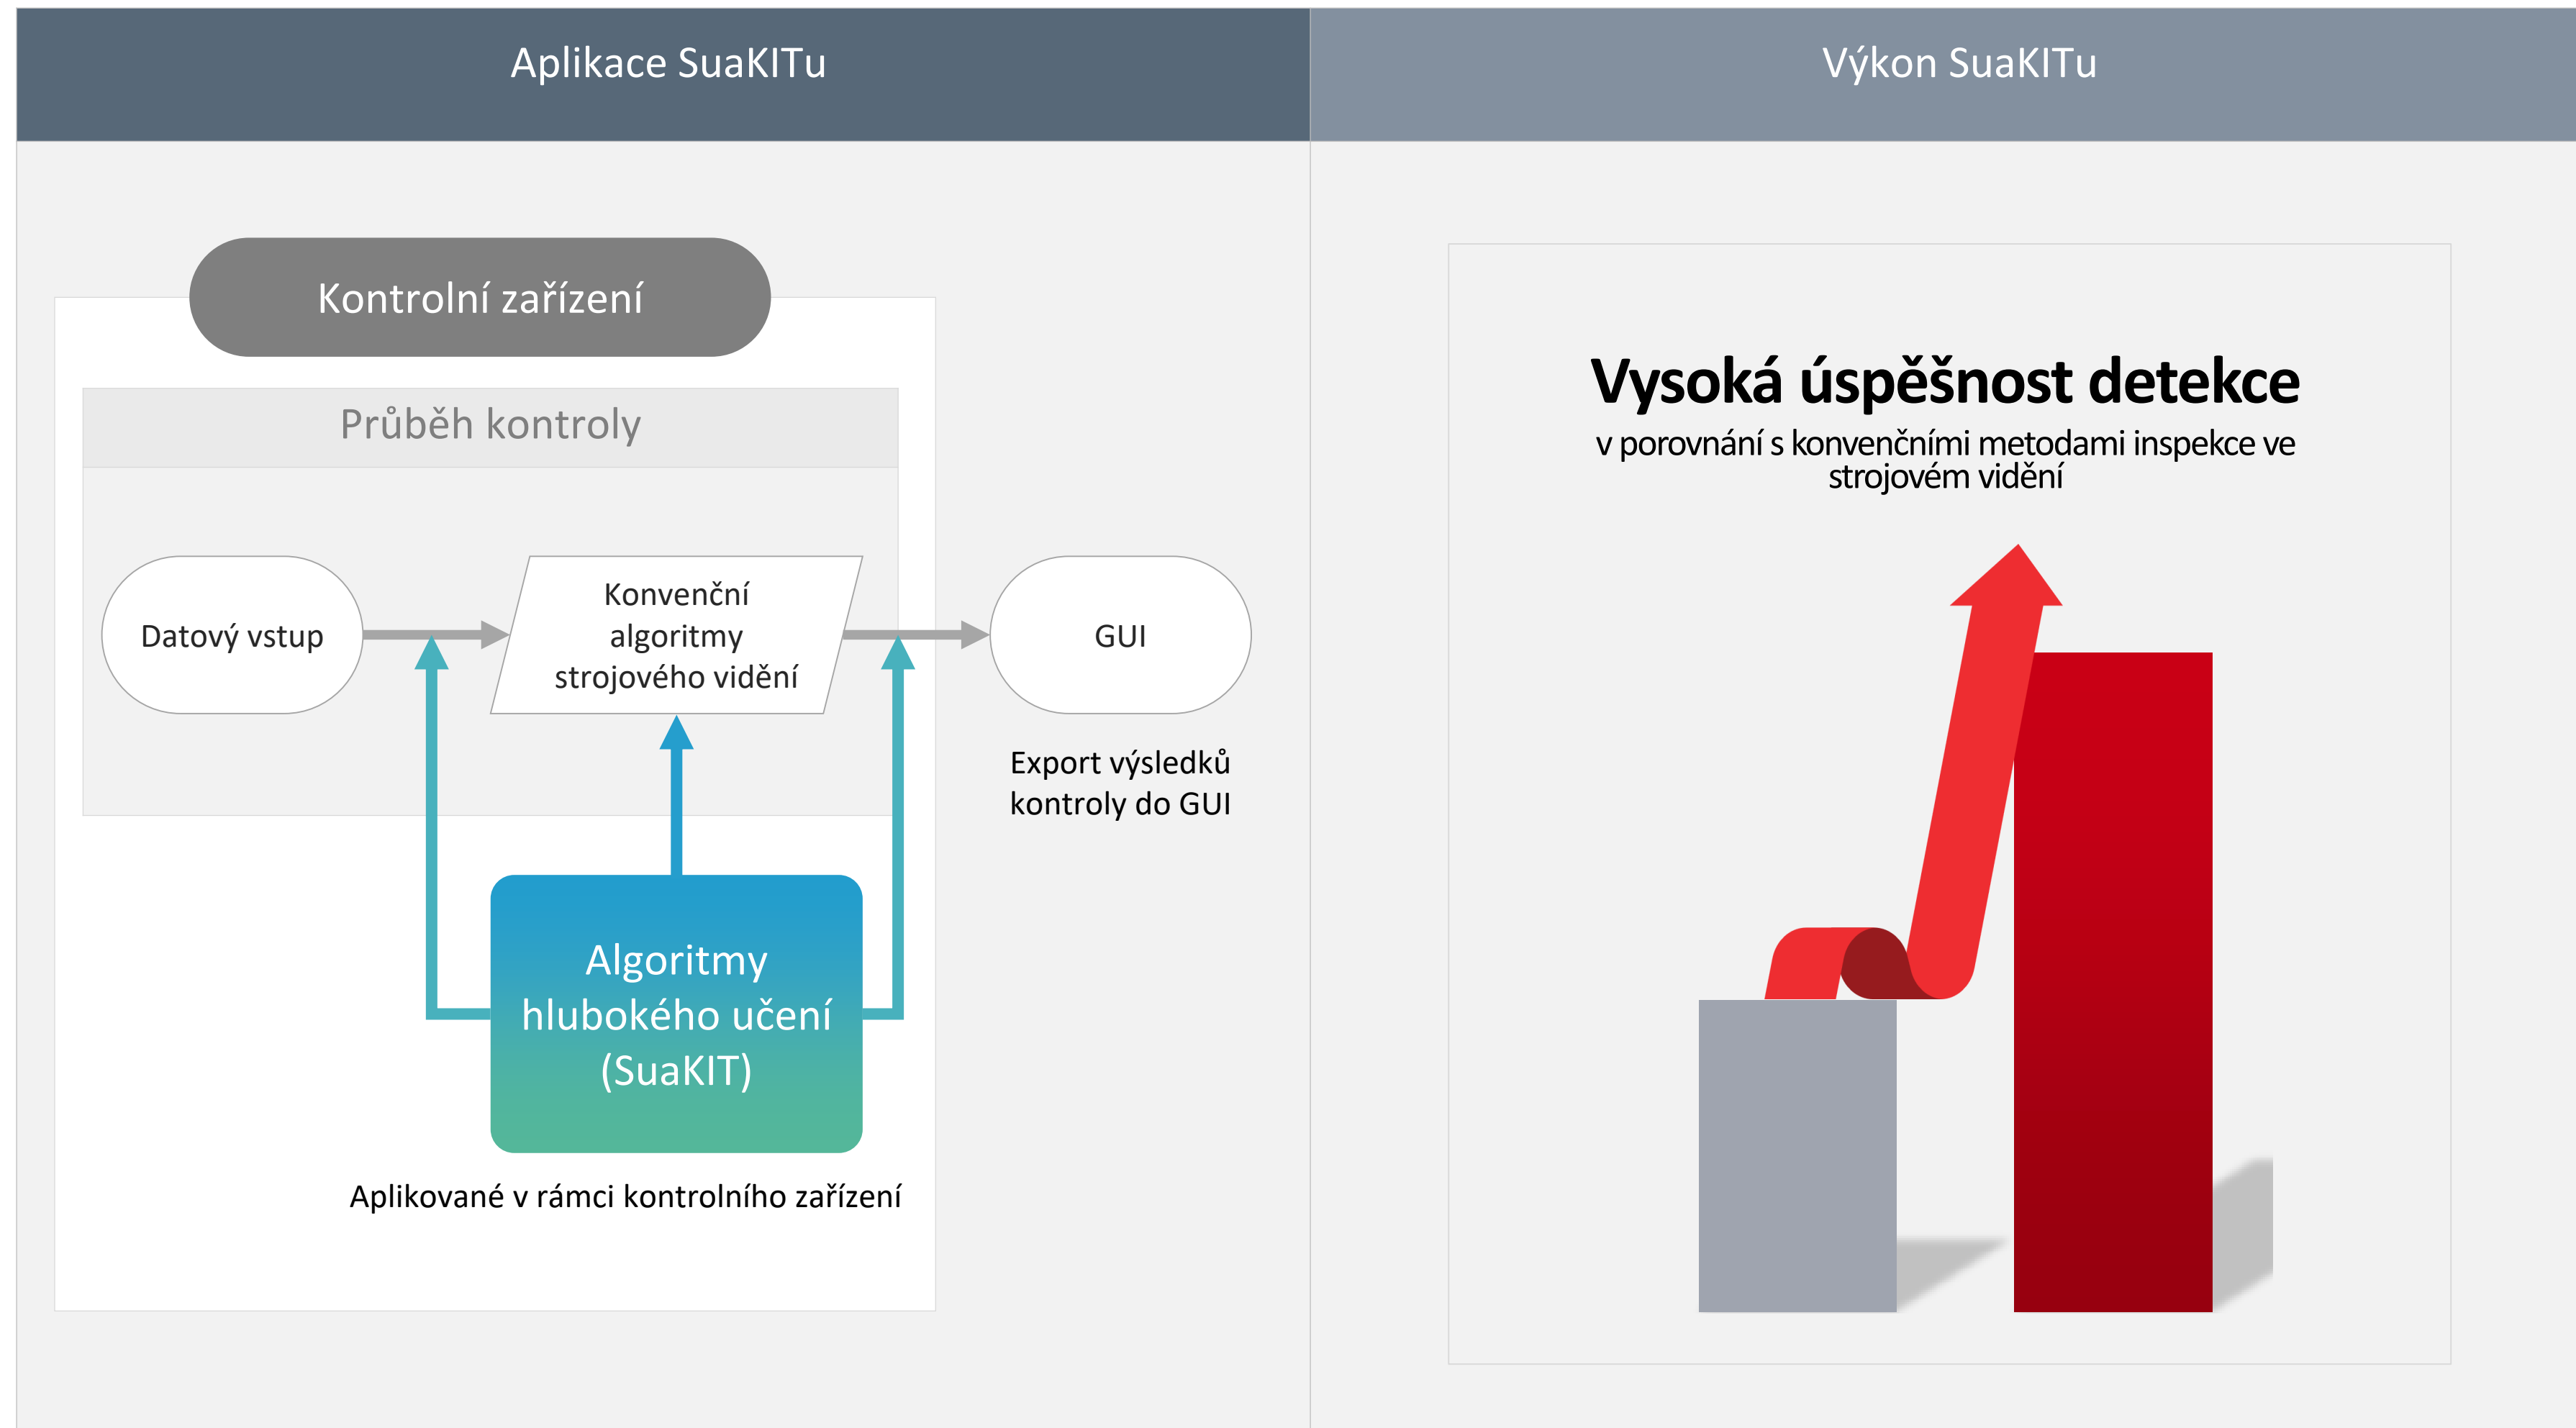 Aplikace SuaKITu
Výkon SuaKITu
Kontrolní zařízení
Průběh kontroly
Datový vstup
Konvenční
algoritmy
strojového vidění
GUI
Export výsledků
kontroly do GUI
Algoritmy
hlubokého učení
(SuaKIT)
Aplikované v rámci kontrolního zařízení
Vysoká úspěšnost detekce
v porovnání s konvenčními metodami inspekce ve
strojovém vidění